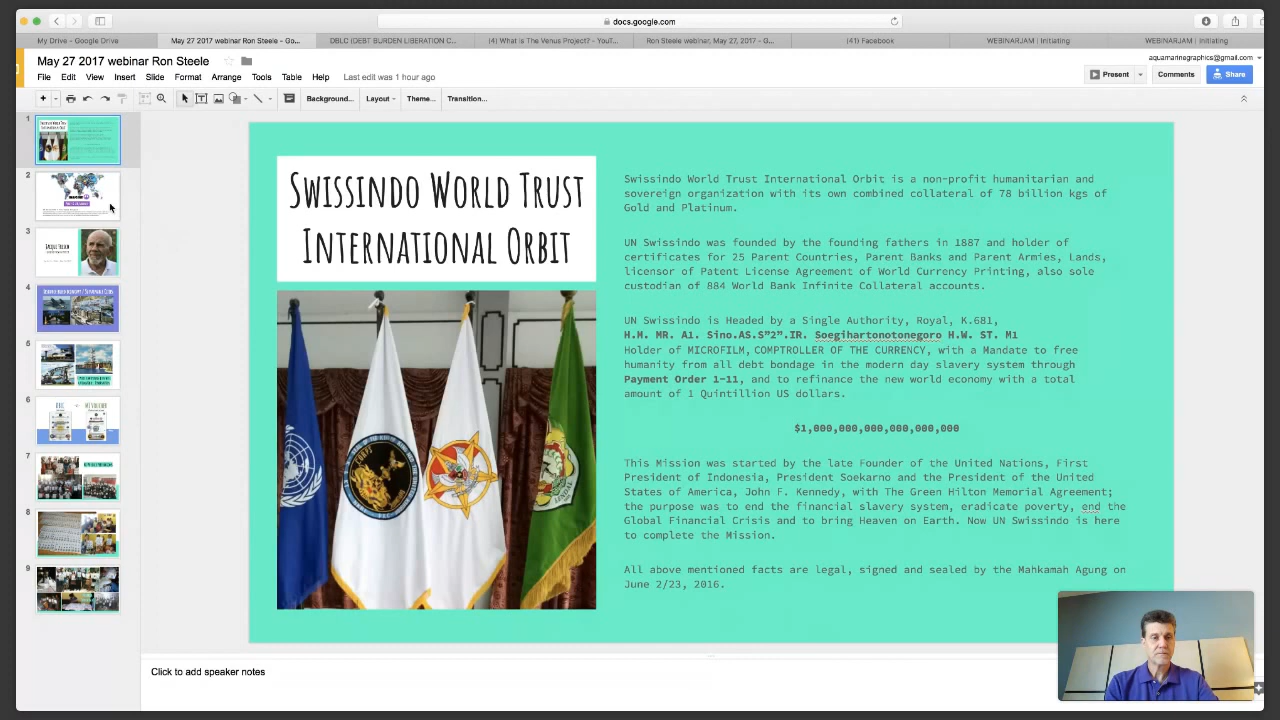 docs.google.com
My Drive - Google Drive
May 27 2017 webinar Ron Steele - Go...
DBLC (DEBT BURDEN LIBERATION C...
(4) What Is The Venus Project? - YouT...
Ron Steele webinar, May 27, 2017 - G...
(41) Facebook
WEBINARJAM | Initiating
WEBINARJAM | Initiating
May 27 2017 webinar Ron Steele
aquamarinegraphics@gmail.com
File Edit View Insert Slide Format Arrange Tools Table Help Last edit was 1 hour ago
Present Comments Share
Background... Layout Theme... Transition...
1
2
3
4
5
6
7
8
9
Swissindo World Trust
International Orbit
Swissindo World Trust International Orbit is a non-profit humanitarian and
sovereign organization with its own combined collateral of 78 billion kgs of
Gold and Platinum.
UN Swissindo was founded by the founding fathers in 1887 and holder of
certificates for 25 Parent Countries, Parent Banks and Parent Armies, Lands,
licensor of Patent License Agreement of World Currency Printing, also sole
custodian of 884 World Bank Infinite Collateral accounts.
UN Swissindo is Headed by a Single Authority, Royal, K.681,
H.M. MR. A1. Sino.AS.S"2".IR. Soegihartonotonegoro H.W. ST. M1
Holder of MICROFILM, COMPTROLLER OF THE CURRENCY, with a Mandate to free
humanity from all debt bondage in the modern day slavery system through
Payment Order 1-11, and to refinance the new world economy with a total
amount of 1 Quintillion US dollars.
$1,000,000,000,000,000,000
This Mission was started by the late Founder of the United Nations, First
President of Indonesia, President Soekarno and the President of the United
States of America, John F. Kennedy, with The Green Hilton Memorial Agreement;
the purpose was to end the financial slavery system, eradicate poverty, end the
Global Financial Crisis and to bring Heaven on Earth. Now UN Swissindo is here
to complete the Mission.
All above mentioned facts are legal, signed and sealed by the Mahkamah Agung on
June 2/23, 2016.
Click to add speaker notes